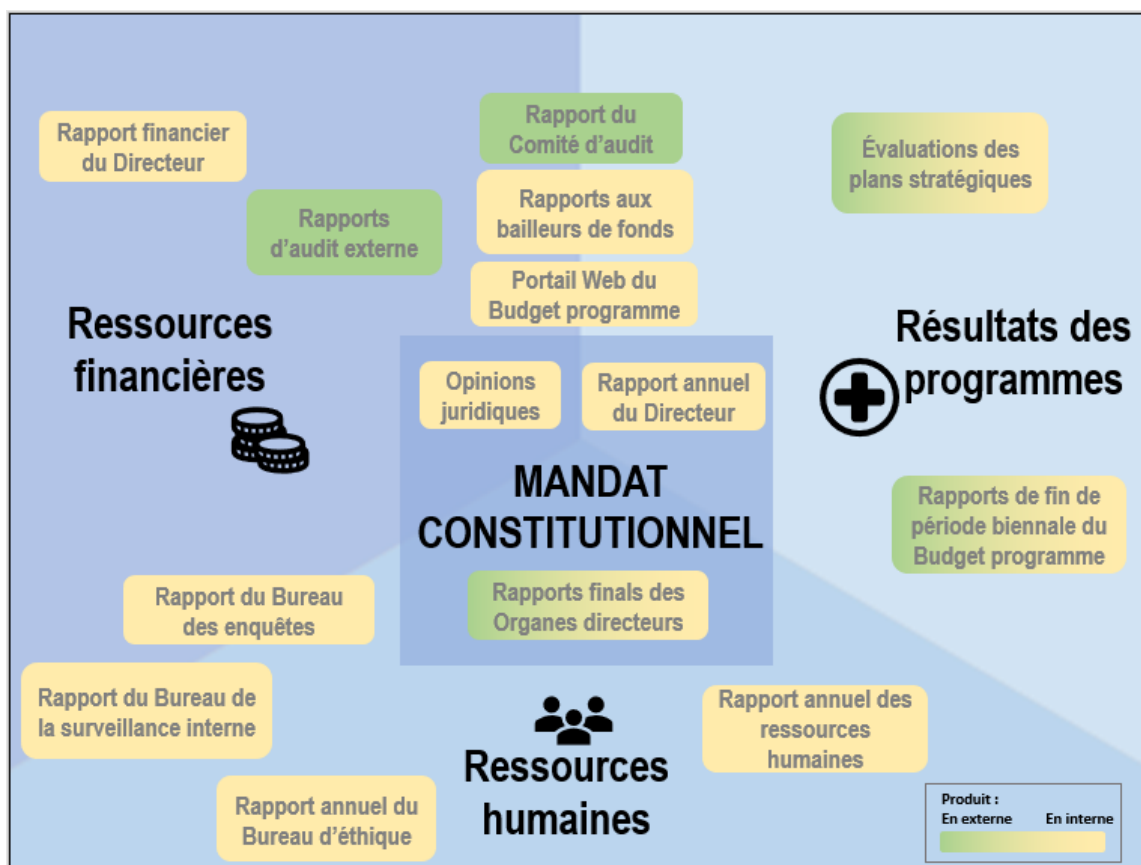 Rapport financier
du Directeur
Rapport du
Comité d'audit
Évaluations des
plans stratégiques
Rapports
d'audit externe
Rapports aux
bailleurs de fonds
Portail Web du
Budget programme
Ressources
financières
Résultats des
programmes
Opinions
juridiques
Rapport annuel
du Directeur
MANDAT
CONSTITUTIONNEL
Rapports de fin de
période biennale du
Budget programme
Rapport du Bureau
des enquêtes
Rapports finals des
Organes directeurs
Rapport du Bureau de
la surveillance interne
Rapport annuel des
ressources
humaines
Ressources
humaines
Rapport annuel du
Bureau d'éthique
Produit :
En externe En interne